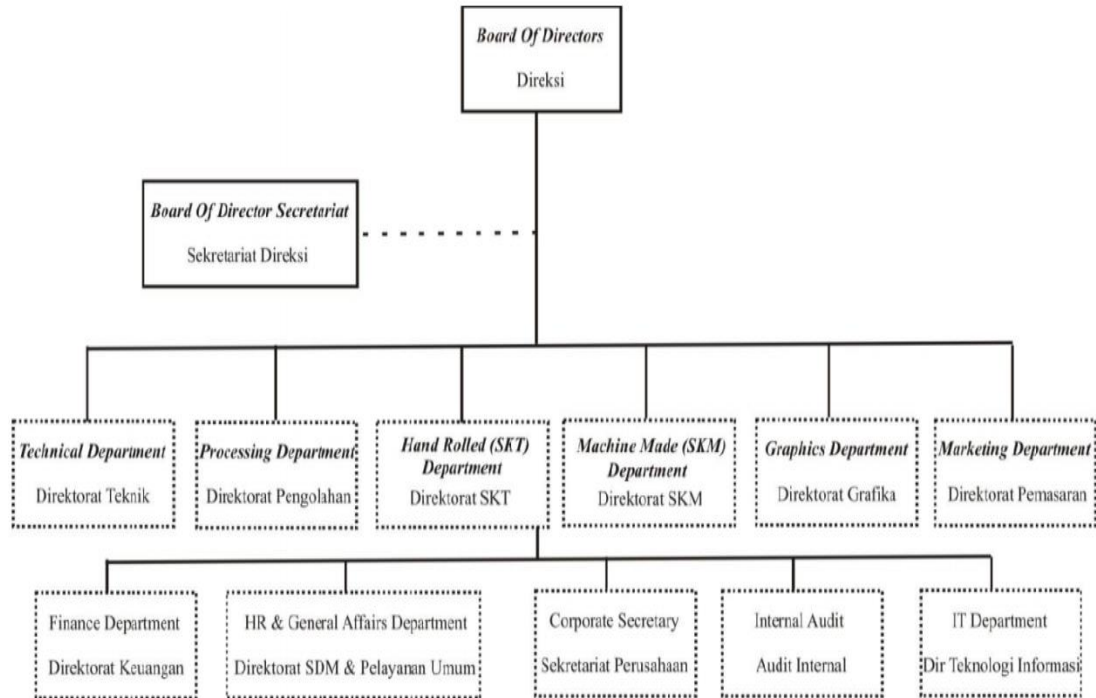 Board Of Directors
Direksi
Board Of Director Secretariat
Sekretariat Direksi
Technical Department
Direktorat Teknik
Processing Department
Direktorat Pengolahan
Hand Rolled (SKT)
Department
Direktorat SKT
Machine Made (SKM)
Department
Direktorat SKM
Graphics Department
Direktorat Grafika
Marketing Department
Direktorat Pemasaran
Finance Department
Direktorat Keuangan
HR & General Affairs Department
Direktorat SDM & Pelayanan Umum
Corporate Secretary
Sekretariat Perusahaan
Internal Audit
Audit Internal
IT Department
Dir Teknologi Informasi